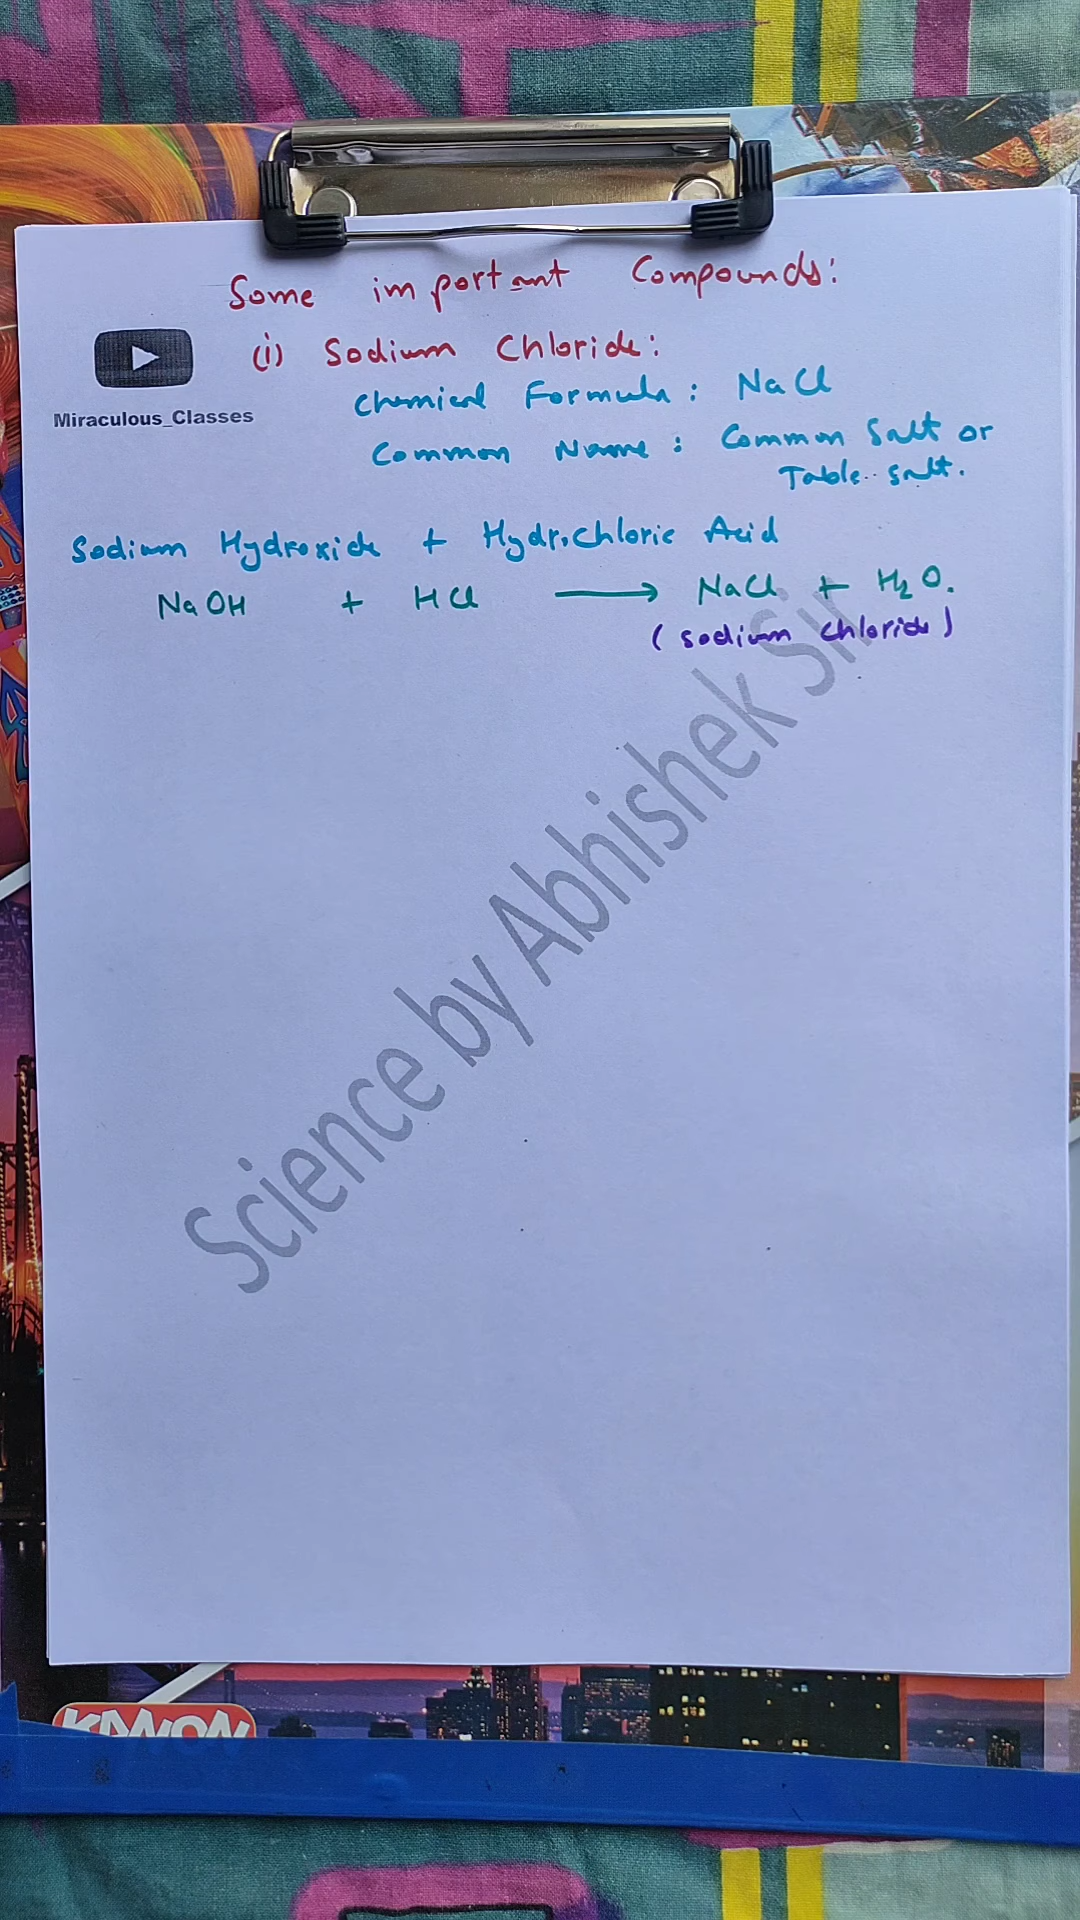 Some important Compounds:
(i) Sodium Chloride:
Miraculous_Classes
Chemical Formula : NaCl
Common Name : Common Salt or
Table salt.
Sodium Hydroxide + Hydrochloric Acid
NaOH + HCl ⟶ NaCl + H₂O.
(sodium chloride)
Science by Abhishek Sir
KIWON